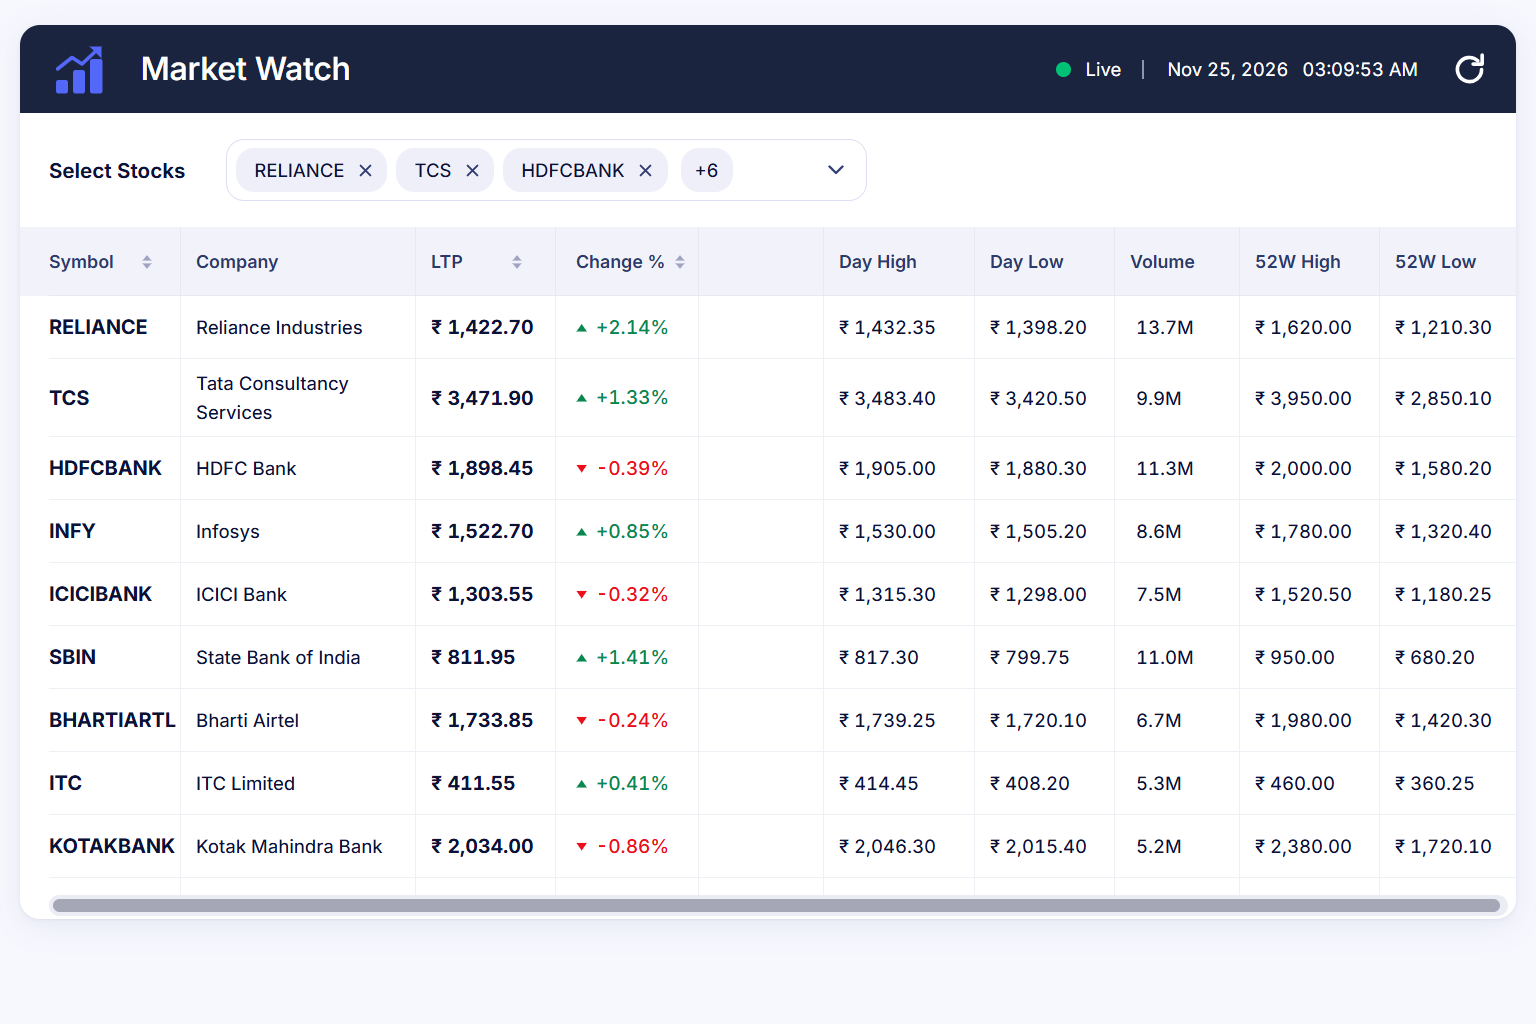 Market Watch
Live | Nov 25, 2026 03:09:53 AM
Select Stocks RELIANCE TCS HDFCBANK +6
Symbol Company LTP Change % Day High Day Low Volume 52W High 52W Low
RELIANCE Reliance Industries ₹ 1,422.70 ▲ +2.14% ₹ 1,432.35 ₹ 1,398.20 13.7M ₹ 1,620.00 ₹ 1,210.30
TCS Tata Consultancy Services ₹ 3,471.90 ▲ +1.33% ₹ 3,483.40 ₹ 3,420.50 9.9M ₹ 3,950.00 ₹ 2,850.10
HDFCBANK HDFC Bank ₹ 1,898.45 ▼ -0.39% ₹ 1,905.00 ₹ 1,880.30 11.3M ₹ 2,000.00 ₹ 1,580.20
INFY Infosys ₹ 1,522.70 ▲ +0.85% ₹ 1,530.00 ₹ 1,505.20 8.6M ₹ 1,780.00 ₹ 1,320.40
ICICIBANK ICICI Bank ₹ 1,303.55 ▼ -0.32% ₹ 1,315.30 ₹ 1,298.00 7.5M ₹ 1,520.50 ₹ 1,180.25
SBIN State Bank of India ₹ 811.95 ▲ +1.41% ₹ 817.30 ₹ 799.75 11.0M ₹ 950.00 ₹ 680.20
BHARTIARTL Bharti Airtel ₹ 1,733.85 ▼ -0.24% ₹ 1,739.25 ₹ 1,720.10 6.7M ₹ 1,980.00 ₹ 1,420.30
ITC ITC Limited ₹ 411.55 ▲ +0.41% ₹ 414.45 ₹ 408.20 5.3M ₹ 460.00 ₹ 360.25
KOTAKBANK Kotak Mahindra Bank ₹ 2,034.00 ▼ -0.86% ₹ 2,046.30 ₹ 2,015.40 5.2M ₹ 2,380.00 ₹ 1,720.10